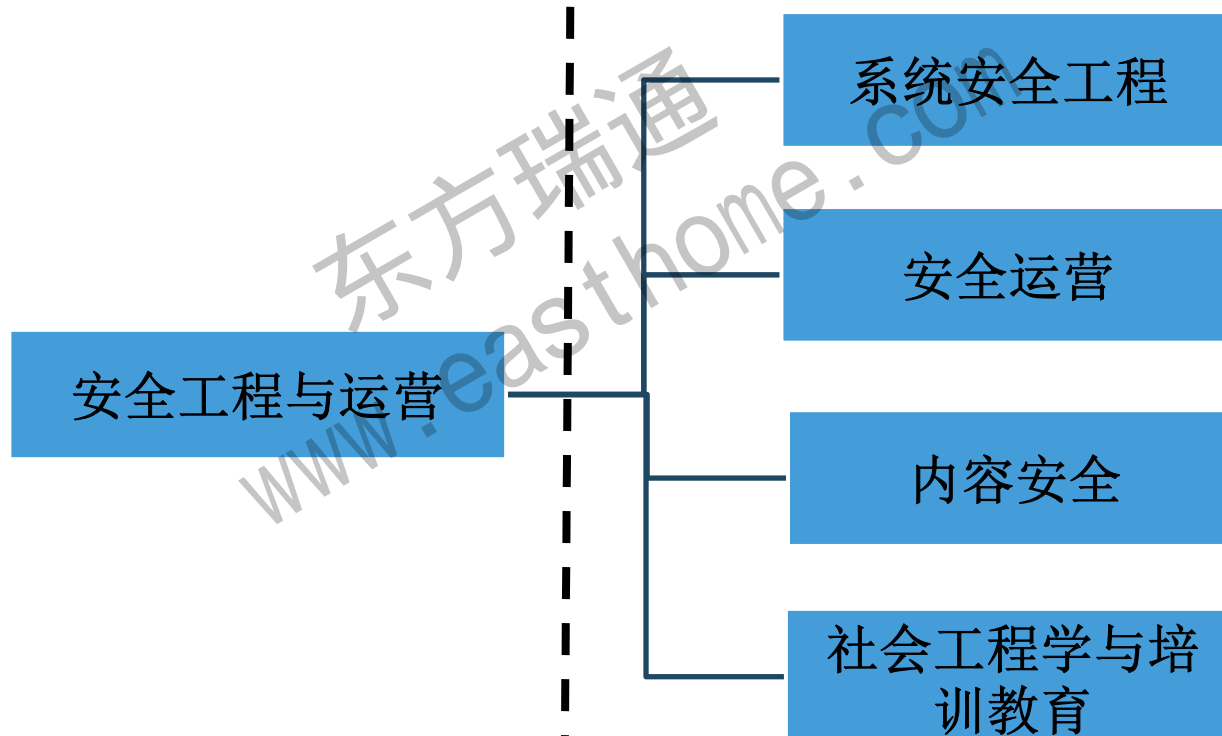 系统安全工程
东方瑞通
www.easthome.com
安全运营
安全工程与运营
内容安全
社会工程学与培
训教育